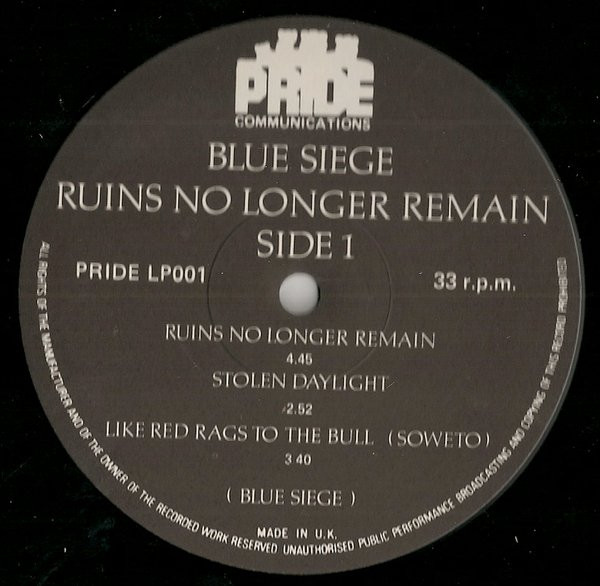 PRIDE
COMMUNICATIONS
BLUE SIEGE
RUINS NO LONGER REMAIN
SIDE 1
PRIDE LP001
33 r.p.m.
RUINS NO LONGER REMAIN
4.45
STOLEN DAYLIGHT
2.52
LIKE RED RAGS TO THE BULL (SOWETO)
3 40
( BLUE SIEGE )
MADE IN U.K.
ALL RIGHTS OF THE MANUFACTURER AND OF THE OWNER OF THE RECORDED WORK RESERVED UNAUTHORISED PUBLIC PERFORMANCE BROADCASTING AND COPYING OF THIS RECORD PROHIBITED